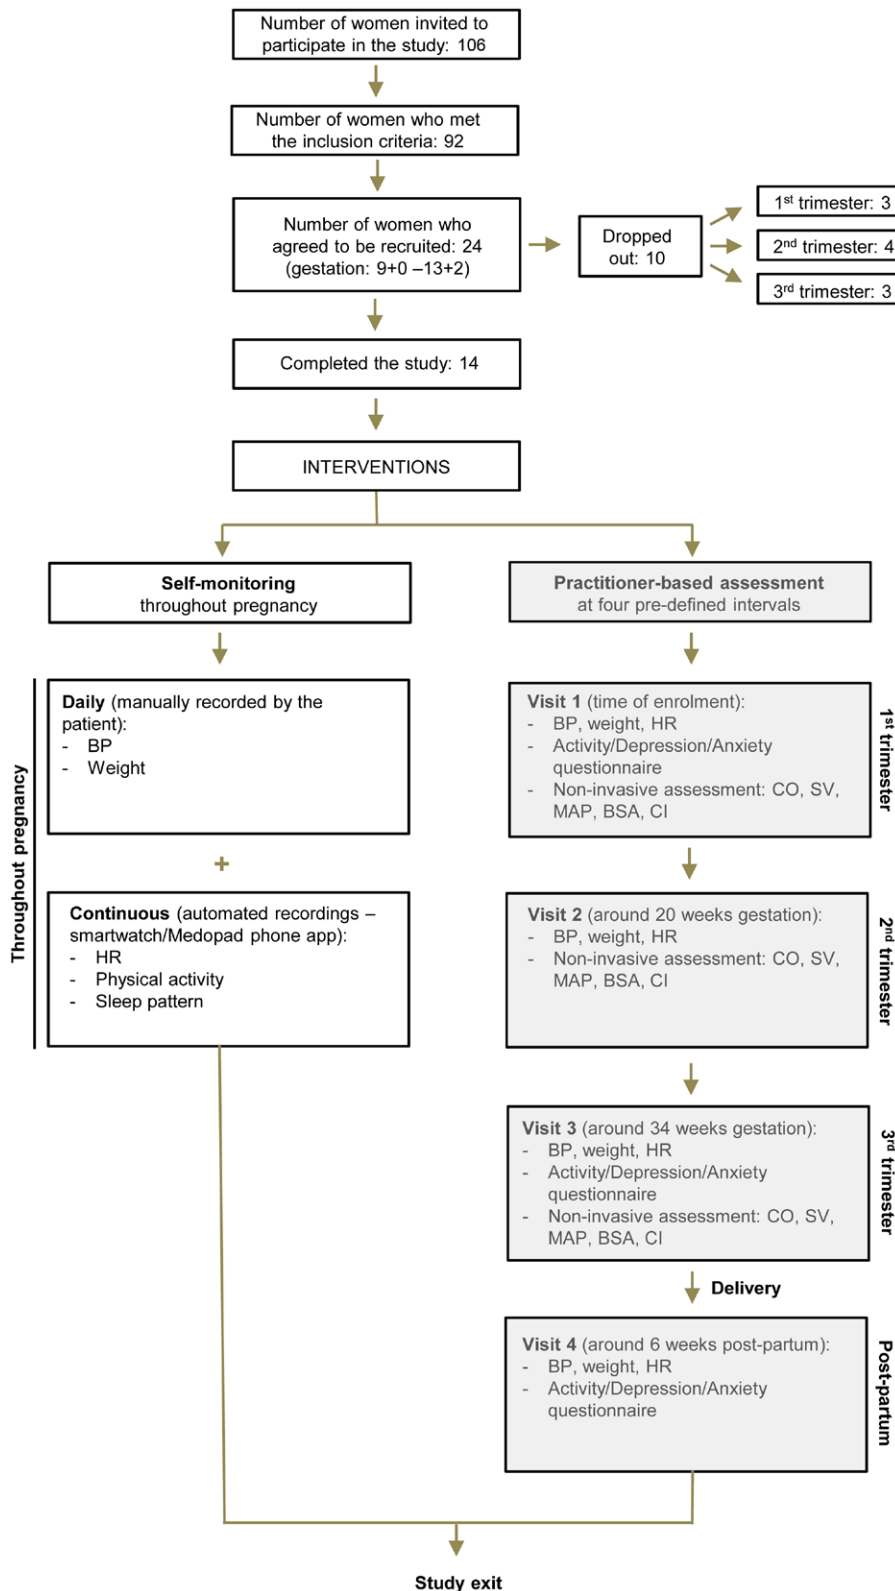 Number of women invited to
participate in the study: 106
Number of women who met
the inclusion criteria: 92
Number of women who
agreed to be recruited: 24
(gestation: 9+0 –13+2)
Dropped
out: 10
1st trimester: 3
2nd trimester: 4
3rd trimester: 3
Completed the study: 14
INTERVENTIONS
Self-monitoring
throughout pregnancy
Practitioner-based assessment
at four pre-defined intervals
Throughout pregnancy
Daily (manually recorded by the
patient):
- BP
- Weight
+
Continuous (automated recordings –
smartwatch/Medopad phone app):
- HR
- Physical activity
- Sleep pattern
Visit 1 (time of enrolment):
- BP, weight, HR
- Activity/Depression/Anxiety
questionnaire
- Non-invasive assessment: CO, SV,
MAP, BSA, CI
1st trimester
Visit 2 (around 20 weeks gestation):
- BP, weight, HR
- Non-invasive assessment: CO, SV,
MAP, BSA, CI
2nd trimester
Visit 3 (around 34 weeks gestation):
- BP, weight, HR
- Activity/Depression/Anxiety
questionnaire
- Non-invasive assessment: CO, SV,
MAP, BSA, CI
3rd trimester
Delivery
Visit 4 (around 6 weeks post-partum):
- BP, weight, HR
- Activity/Depression/Anxiety
questionnaire
Post-partum
Study exit